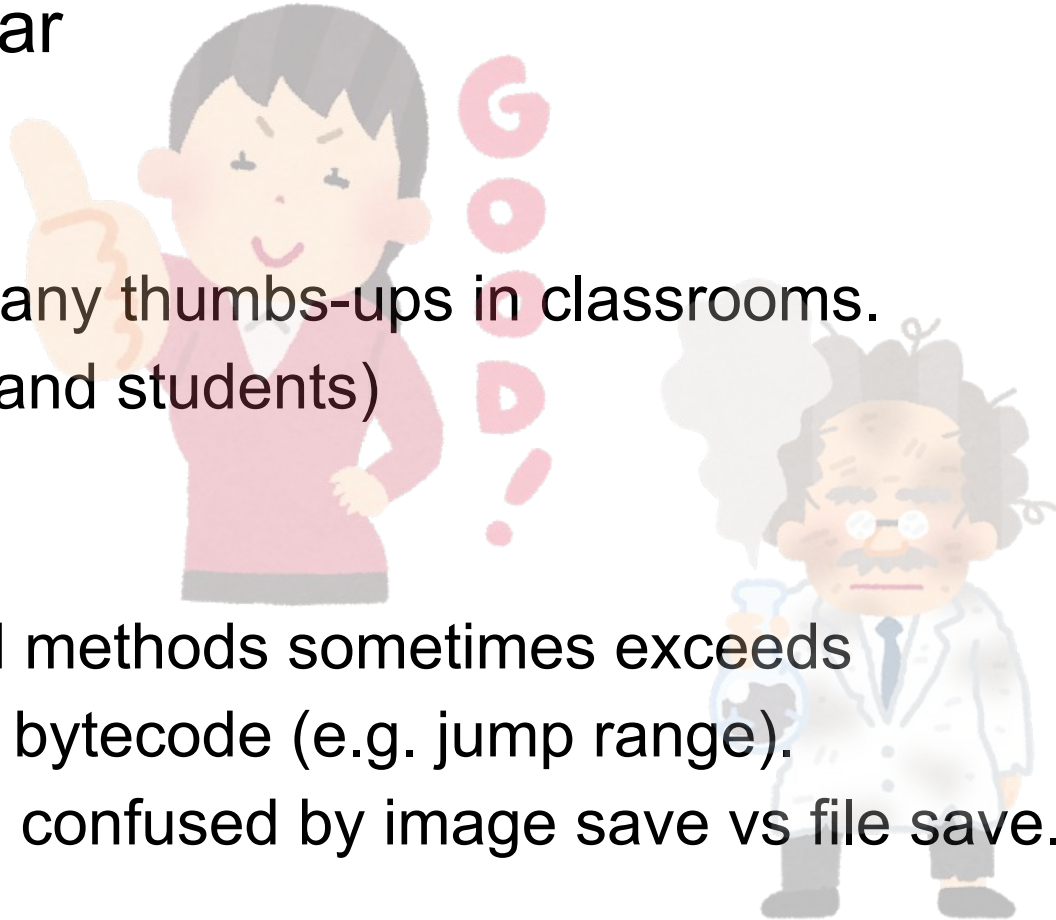 ar
GOOD!
any thumbs-ups in classrooms.
and students)
methods sometimes exceeds
bytecode (e.g. jump range).
confused by image save vs file save.